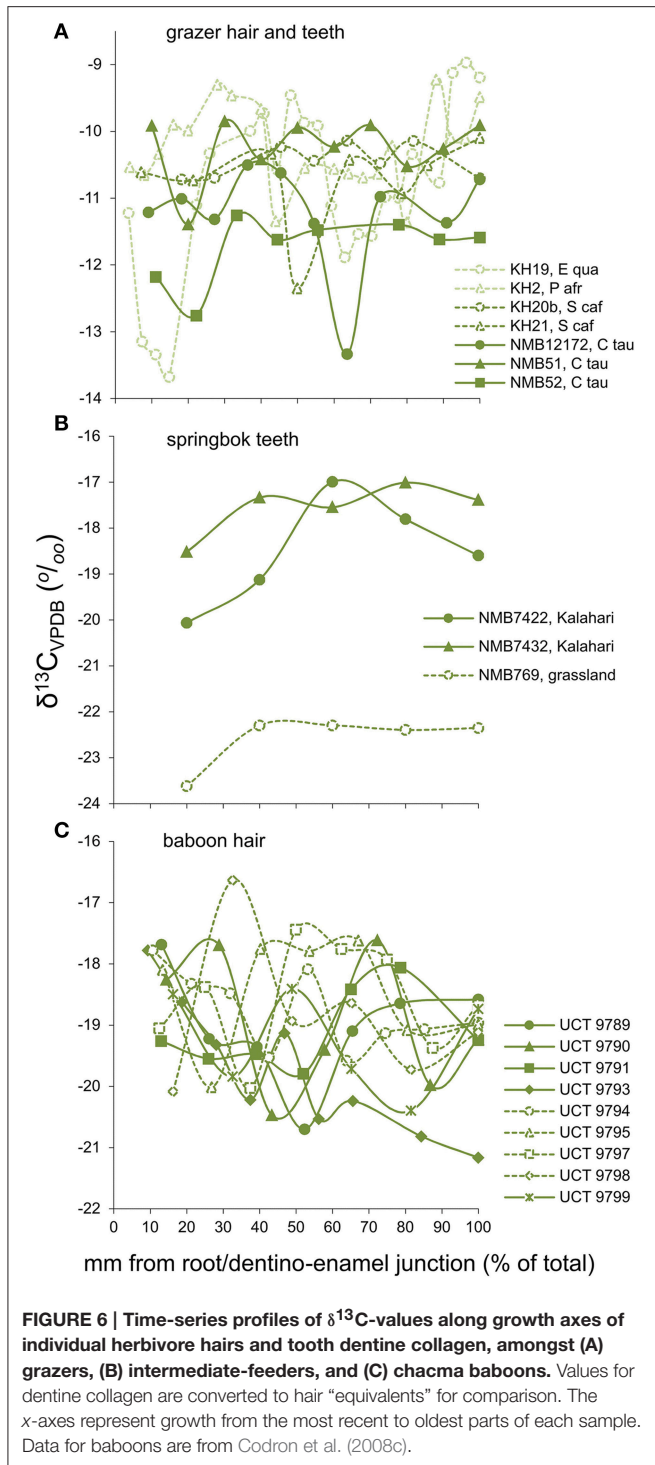 A
grazer hair and teeth
-9
-10
-11
-12
-13
-14
KH19, E qua
KH2, P afr
KH20b, S caf
KH21, S caf
NMB12172, C tau
NMB51, C tau
NMB52, C tau
B
springbok teeth
-16
-17
-18
-19
-20
-21
-22
-23
-24
NMB7422, Kalahari
NMB7432, Kalahari
NMB769, grassland
δ13CVPDB (o/oo)
C
baboon hair
-16
-17
-18
-19
-20
-21
-22
UCT 9789
UCT 9790
UCT 9791
UCT 9793
UCT 9794
UCT 9795
UCT 9797
UCT 9798
UCT 9799
0 10 20 30 40 50 60 70 80 90 100
mm from root/dentino-enamel junction (% of total)
FIGURE 6 | Time-series profiles of δ13C-values along growth axes of
individual herbivore hairs and tooth dentine collagen, amongst (A)
grazers, (B) intermediate-feeders, and (C) chacma baboons. Values for
dentine collagen are converted to hair “equivalents” for comparison. The
x-axes represent growth from the most recent to oldest parts of each sample.
Data for baboons are from Codron et al. (2008c).